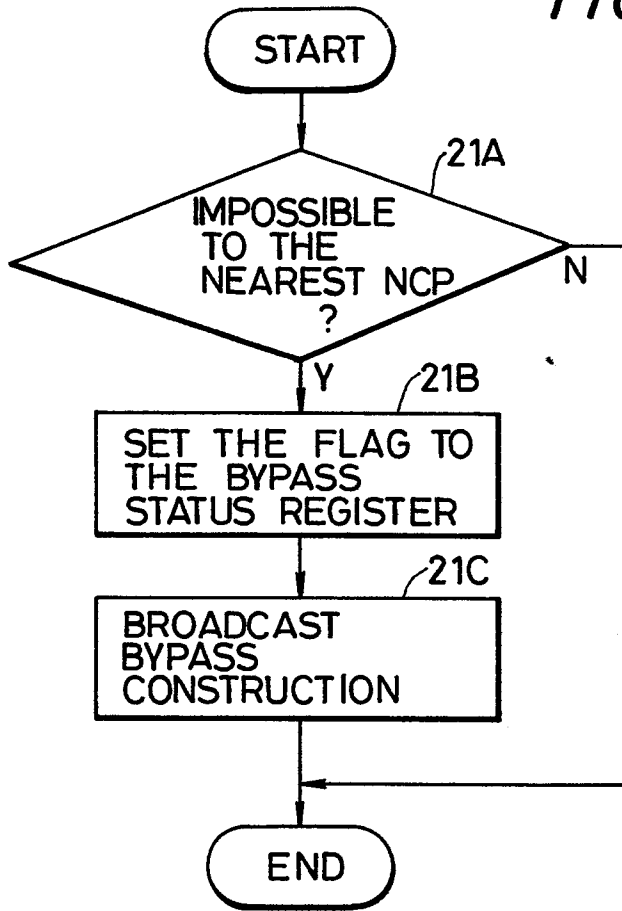 START
21A
IMPOSSIBLE
TO THE
NEAREST NCP
?
N
Y
21B
SET THE FLAG TO
THE BYPASS
STATUS REGISTER
21C
BROADCAST
BYPASS
CONSTRUCTION
END